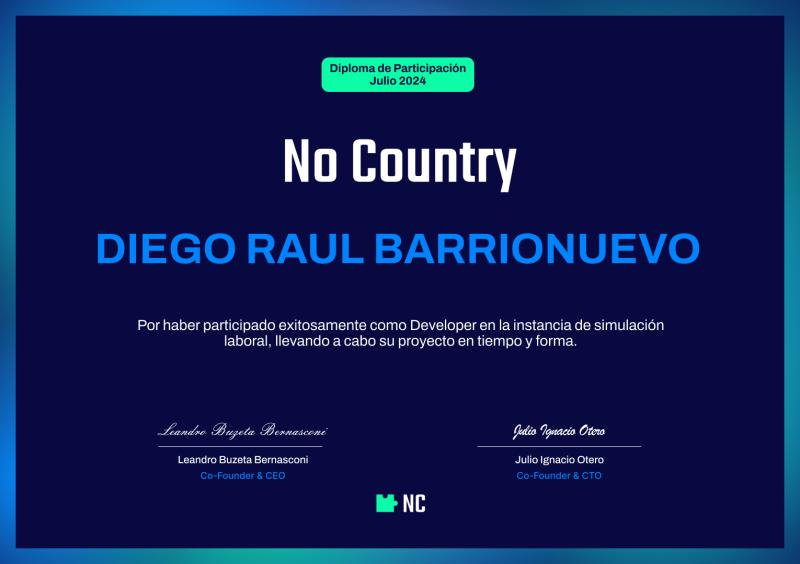 Diploma de Participación
Julio 2024
No Country
DIEGO RAUL BARRIONUEVO
Por haber participado exitosamente como Developer en la instancia de simulación
laboral, llevando a cabo su proyecto en tiempo y forma.
Leandro Buzeta Bernasconi
Leandro Buzeta Bernasconi
Co-Founder & CEO
Julio Ignacio Otero
Julio Ignacio Otero
Co-Founder & CTO
NC